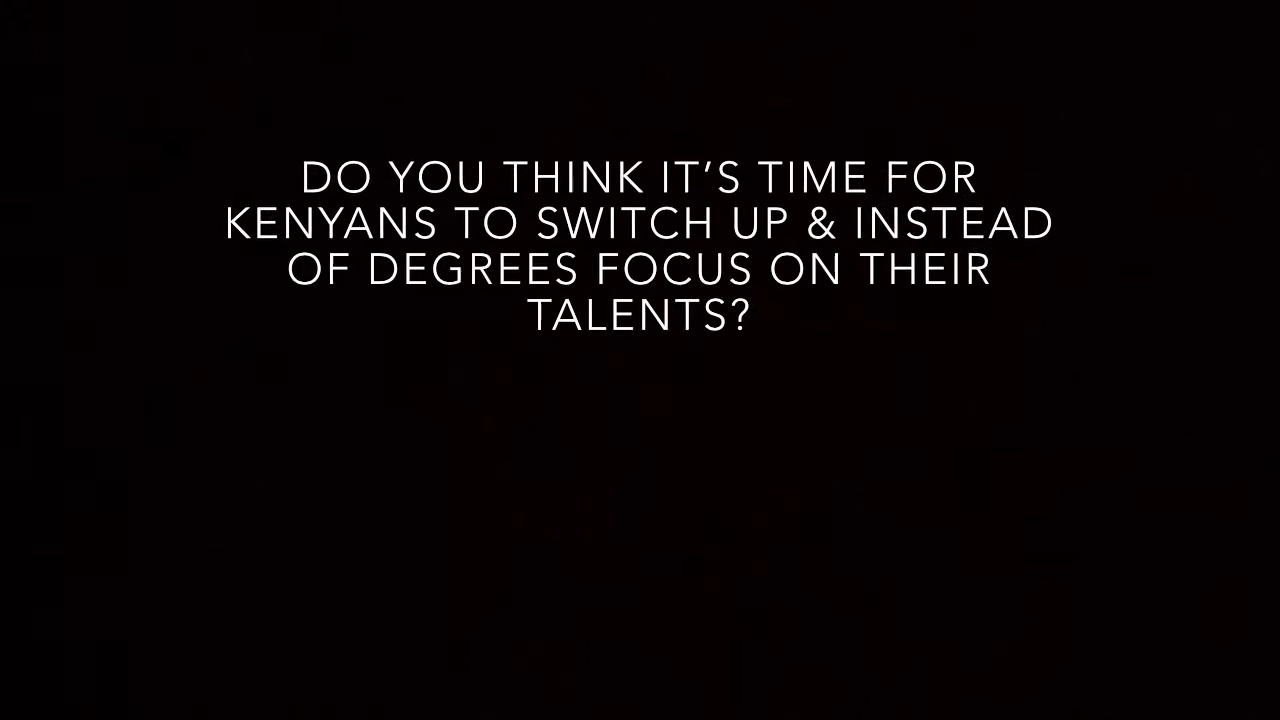 DO YOU THINK IT’S TIME FOR
KENYANS TO SWITCH UP & INSTEAD
OF DEGREES FOCUS ON THEIR
TALENTS?